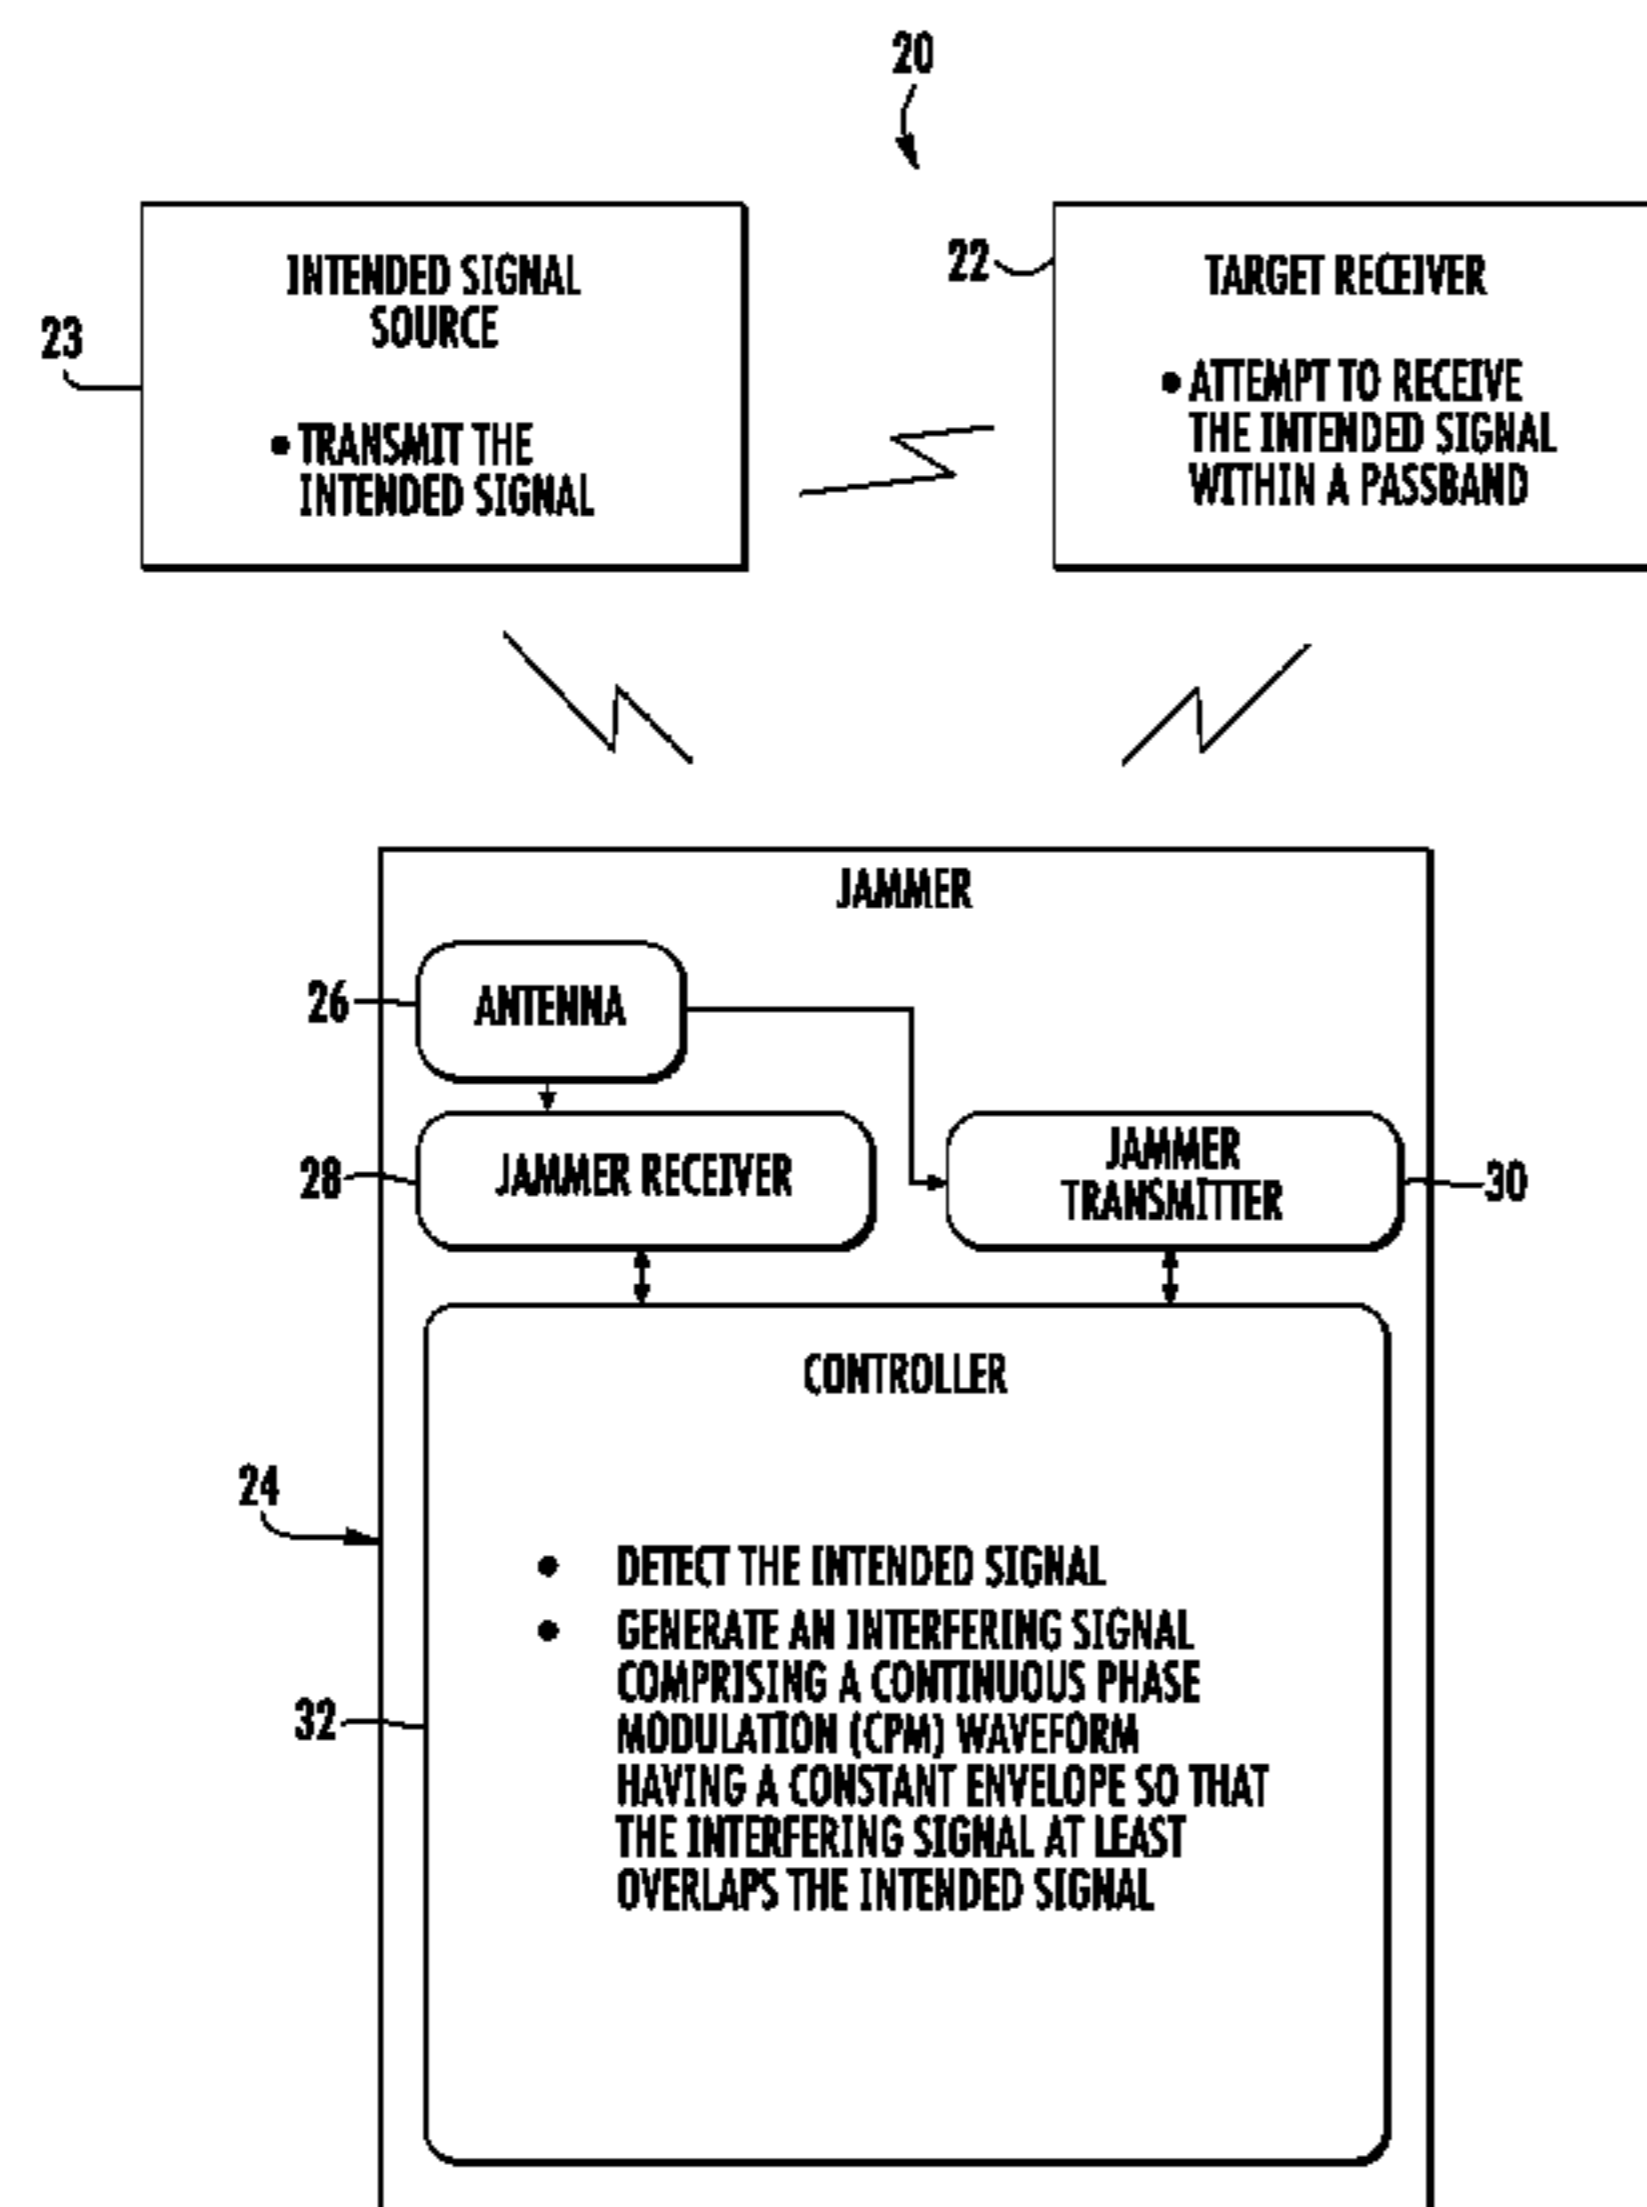 20
INTENDED SIGNAL
SOURCE
23
• TRANSMIT THE
INTENDED SIGNAL
22
TARGET RECEIVER
• ATTEMPT TO RECEIVE
THE INTENDED SIGNAL
WITHIN A PASSBAND
JAMMER
26
ANTENNA
28
JAMMER RECEIVER
JAMMER
TRANSMITTER
30
CONTROLLER
24
• DETECT THE INTENDED SIGNAL
• GENERATE AN INTERFERING SIGNAL
COMPRISING A CONTINUOUS PHASE
32
MODULATION (CPM) WAVEFORM
HAVING A CONSTANT ENVELOPE SO THAT
THE INTERFERING SIGNAL AT LEAST
OVERLAPS THE INTENDED SIGNAL